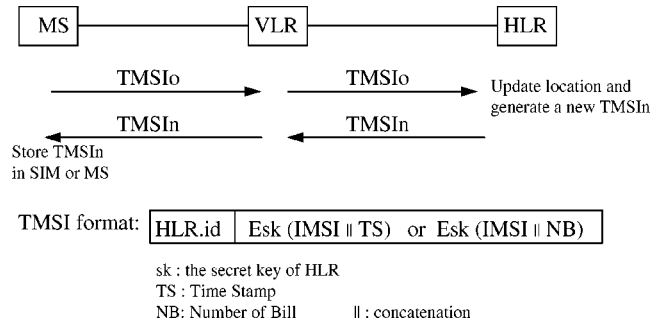 MS VLR HLR
TMSIo TMSIo
Update location and
generate a new TMSIn
TMSIn TMSIn
Store TMSIn
in SIM or MS
TMSI format: HLR.id Esk (IMSI || TS) or Esk (IMSI || NB)
sk : the secret key of HLR
TS : Time Stamp
NB: Number of Bill || : concatenation